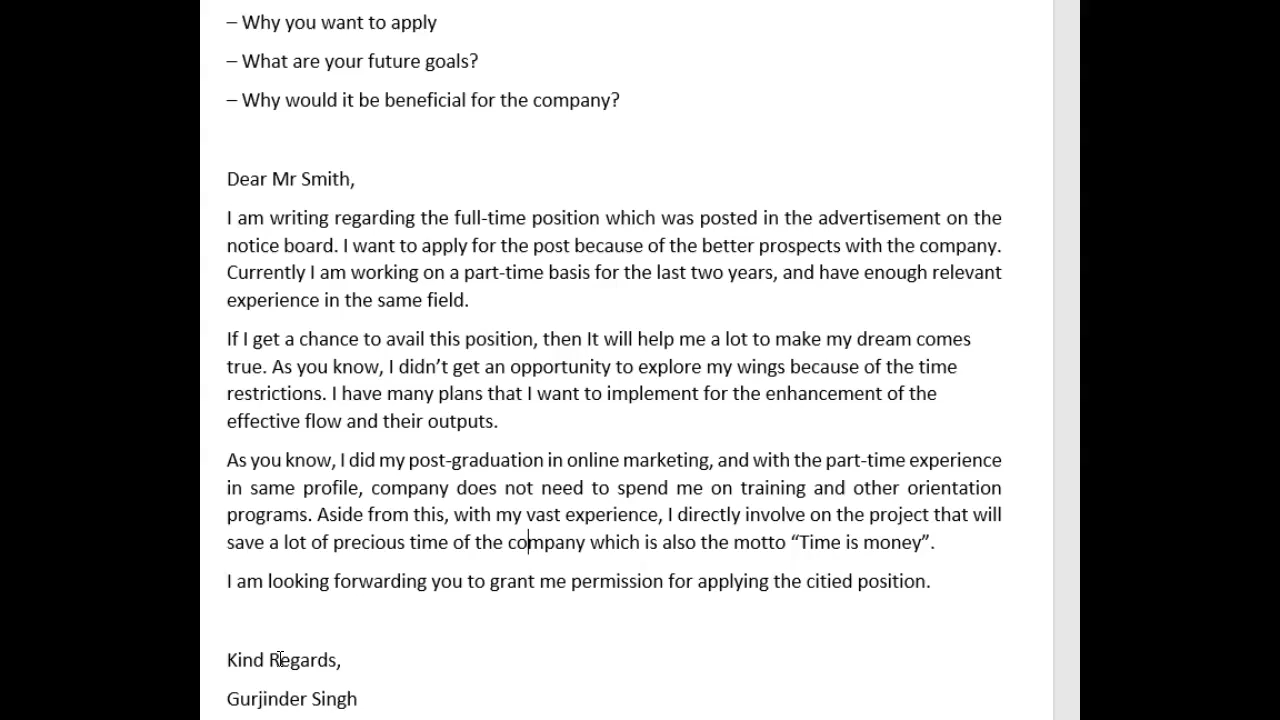 – Why you want to apply
– What are your future goals?
– Why would it be beneficial for the company?
Dear Mr Smith,
I am writing regarding the full-time position which was posted in the advertisement on the
notice board. I want to apply for the post because of the better prospects with the company.
Currently I am working on a part-time basis for the last two years, and have enough relevant
experience in the same field.
If I get a chance to avail this position, then It will help me a lot to make my dream comes
true. As you know, I didn’t get an opportunity to explore my wings because of the time
restrictions. I have many plans that I want to implement for the enhancement of the
effective flow and their outputs.
As you know, I did my post-graduation in online marketing, and with the part-time experience
in same profile, company does not need to spend me on training and other orientation
programs. Aside from this, with my vast experience, I directly involve on the project that will
save a lot of precious time of the company which is also the motto “Time is money”.
I am looking forwarding you to grant me permission for applying the citied position.
Kind Regards,
Gurjinder Singh